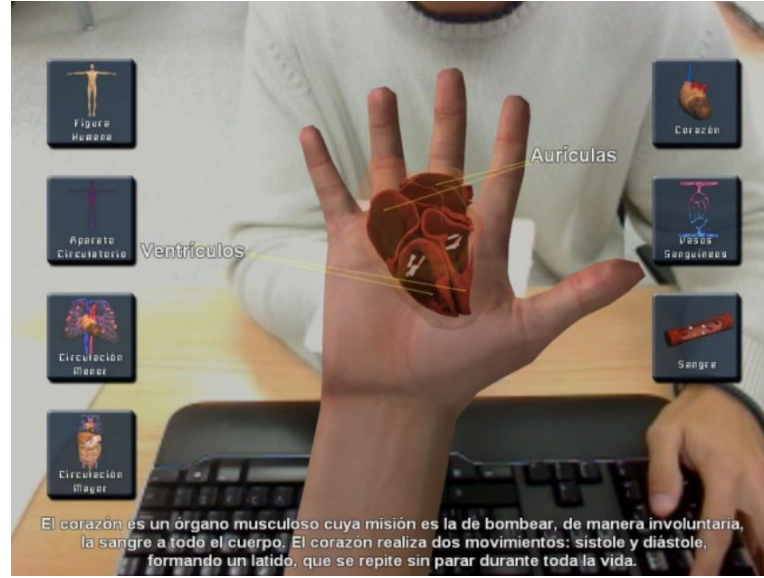 Figura
Humana
Aparato
Circulatorio
Circulación
Menor
Circulación
Mayor
Aurículas
Ventrículos
Corazón
Vasos
Sanguíneos
Sangre
El corazón es un órgano musculoso cuya misión es la de bombear, de manera involuntaria,
la sangre a todo el cuerpo. El corazón realiza dos movimientos: sístole y diástole,
formando un latido, que se repite sin parar durante toda la vida.